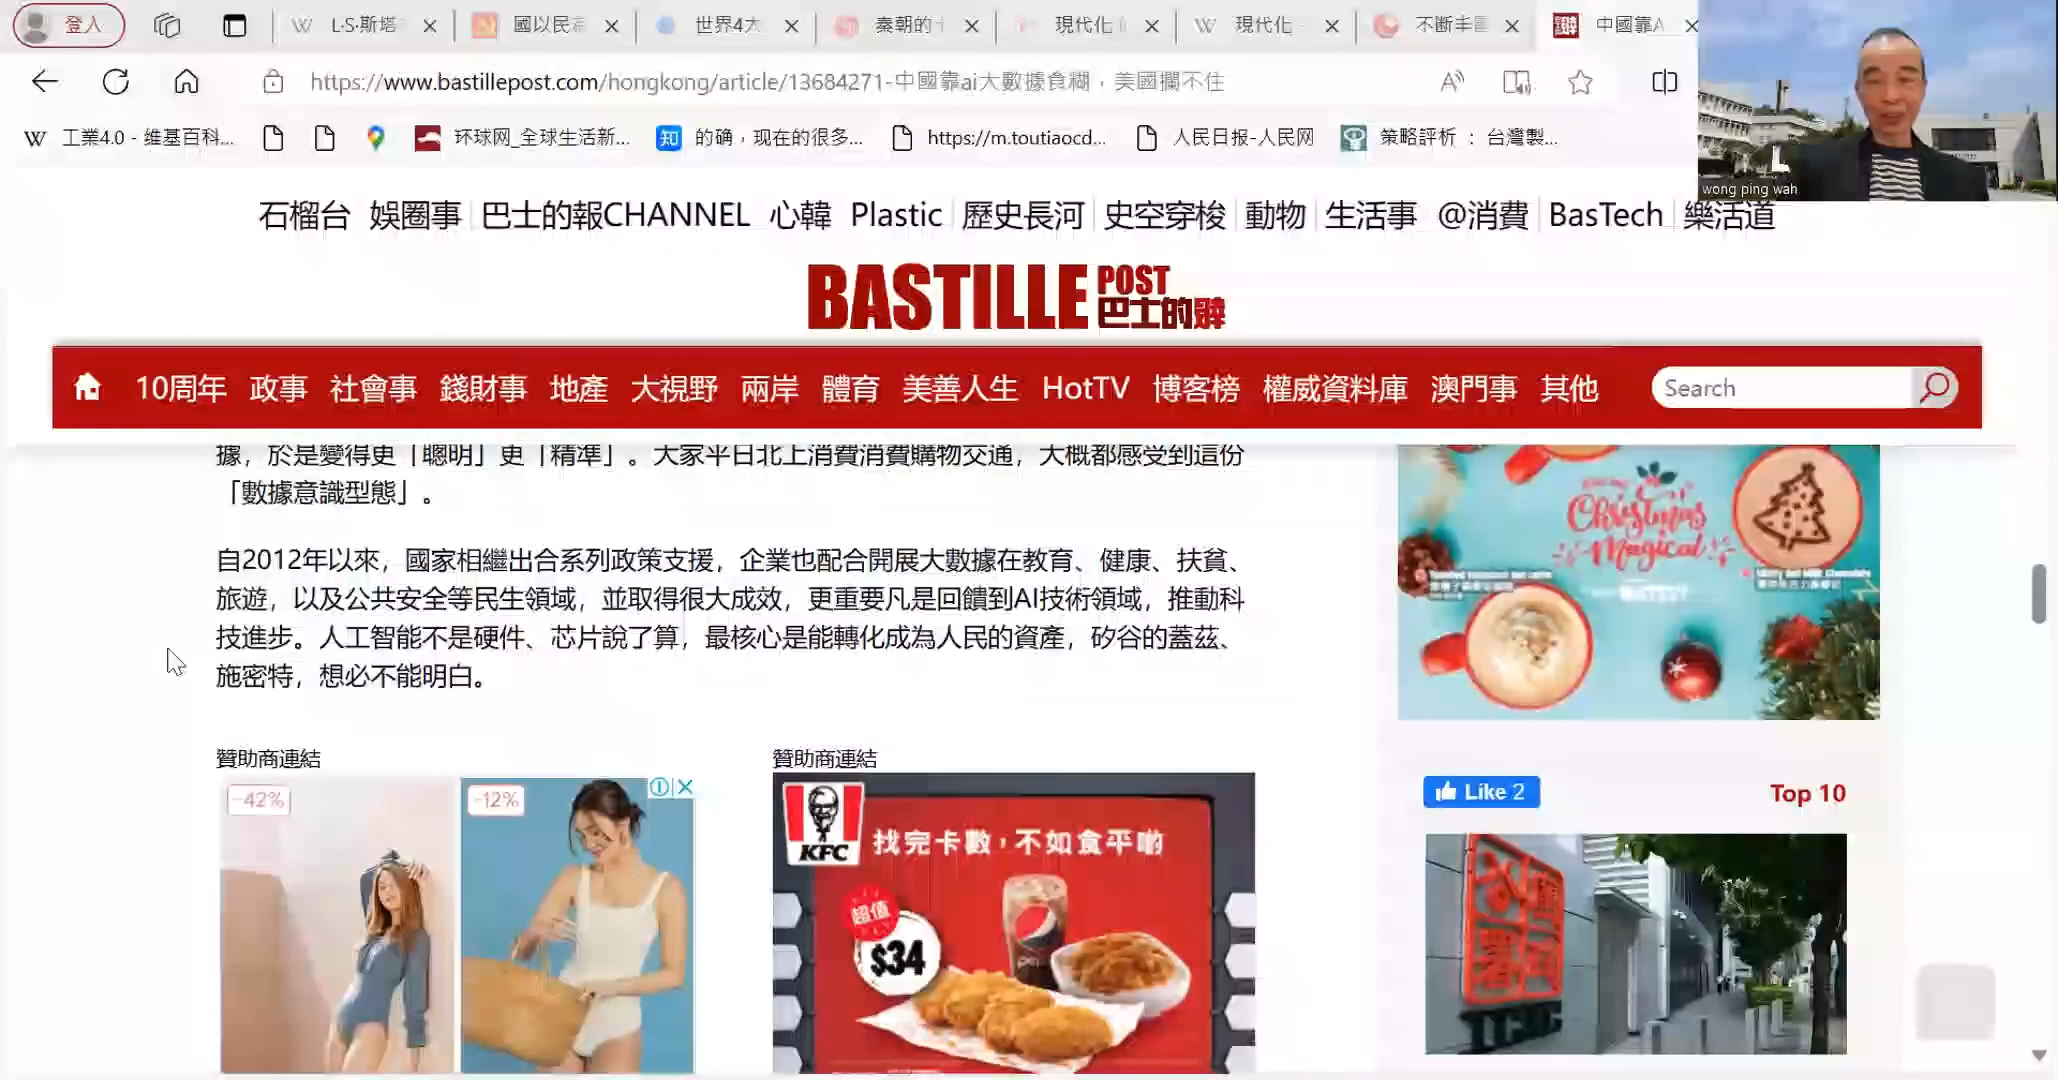 登入
L·S·斯塔
國以民
世界4大
秦朝的
現代化
現代化
不断丰
中國靠A
https://www.bastillepost.com/hongkong/article/13684271-中國靠ai大數據食糊，美國攔不住
工業4.0 - 维基百科...
环球网_全球生活新...
知
的确，现在的很多...
https://m.toutiaocd...
人民日报-人民网
策略評析 ： 台灣製...
wong ping wah
石榴台 娛圈事 巴士的報CHANNEL 心韓 Plastic 歷史長河 史空穿梭 動物 生活事 @消費 BasTech 樂活道
BASTILLE POST 巴士的報
10周年 政事 社會事 錢財事 地產 大視野 兩岸 體育 美善人生 HotTV 博客榜 權威資料庫 澳門事 其他
Search
據，於是變得更「聰明」更「精準」。大家平日北上消費消費購物交通，大概都感受到這份
「數據意識型態」。
自2012年以來，國家相繼出合系列政策支援，企業也配合開展大數據在教育、健康、扶貧、
旅遊，以及公共安全等民生領域，並取得很大成效，更重要凡是回饋到AI技術領域，推動科
技進步。人工智能不是硬件、芯片說了算，最核心是能轉化成為人民的資產，矽谷的蓋茲、
施密特，想必不能明白。
Christmas
Magical
贊助商連結
贊助商連結
-42%
-12%
KFC
找完卡數，不如食平啲
超值
$34
Like 2
Top 10